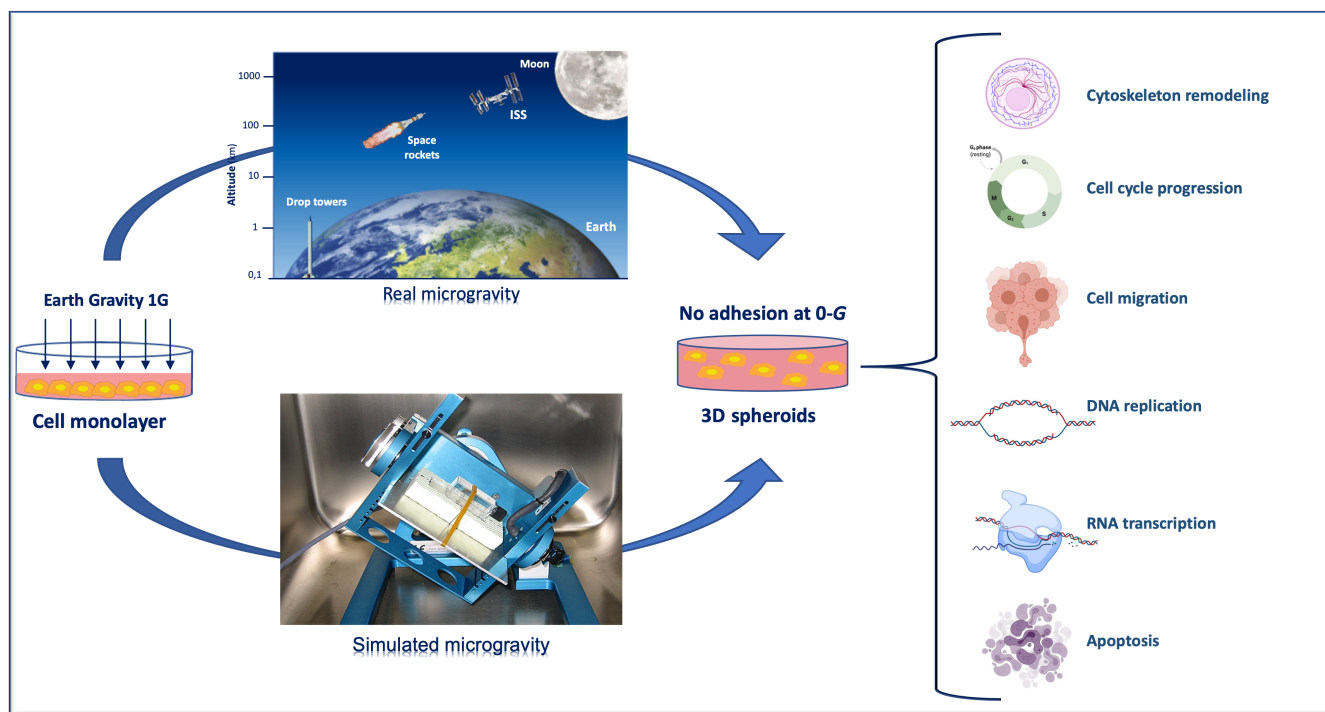 Earth Gravity 1G
Cell monolayer
Altitude (km)
1000
100
10
1
0,1
Moon
ISS
Space
rockets
Drop towers
Earth
Real microgravity
Simulated microgravity
No adhesion at 0-G
3D spheroids
Cytoskeleton remodeling
G₀ phase
(resting)
G₁
S
G₂
M
Cell cycle progression
Cell migration
DNA replication
RNA transcription
Apoptosis